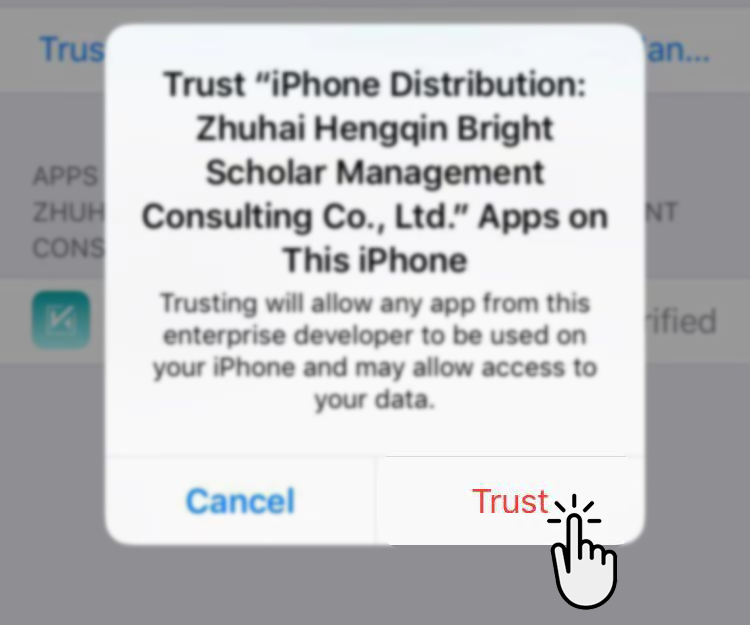 Trus
an...
Trust “iPhone Distribution:
Zhuhai Hengqin Bright
Scholar Management
Consulting Co., Ltd.” Apps on
This iPhone
Trusting will allow any app from this
enterprise developer to be used on
your iPhone and may allow access to
your data.
APPS
ZHUH
NT
CONS
rified
Cancel
Trust